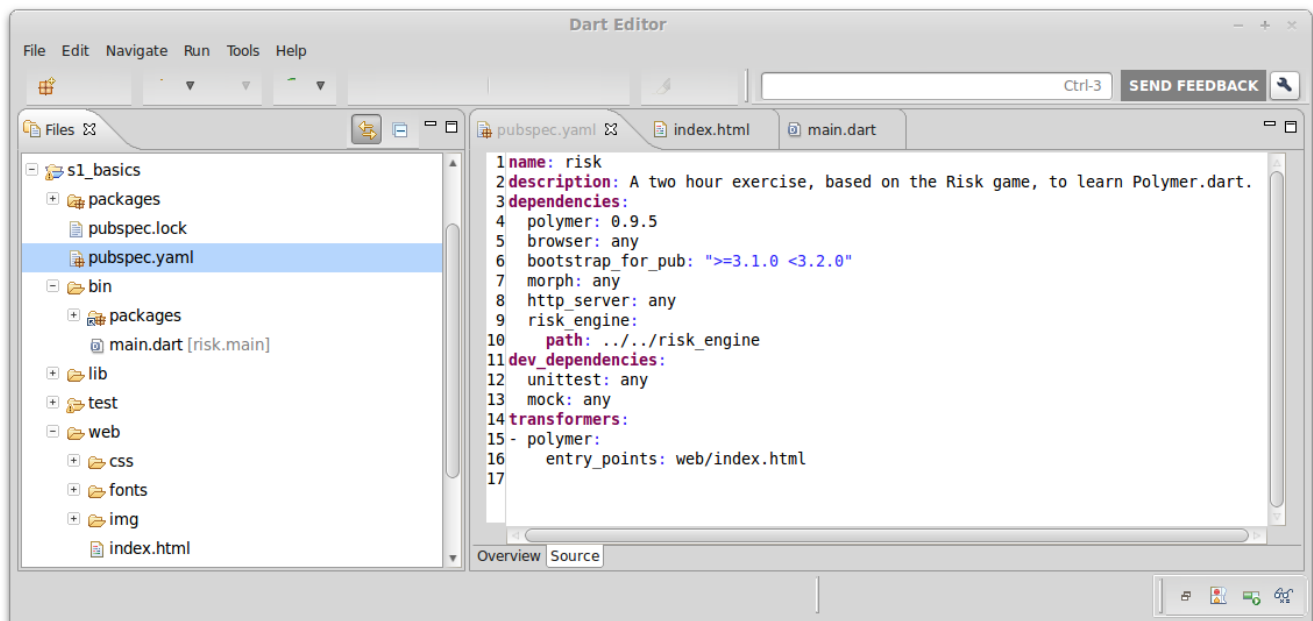 Dart Editor
File Edit Navigate Run Tools Help
Ctrl-3 SEND FEEDBACK
Files
s1_basics
packages
pubspec.lock
pubspec.yaml
bin
packages
main.dart [risk.main]
lib
test
web
css
fonts
img
index.html
pubspec.yaml index.html main.dart
1 name: risk
2 description: A two hour exercise, based on the Risk game, to learn Polymer.dart.
3 dependencies:
4   polymer: 0.9.5
5   browser: any
6   bootstrap_for_pub: ">=3.1.0 <3.2.0"
7   morph: any
8   http_server: any
9   risk_engine:
10     path: ../../risk_engine
11 dev_dependencies:
12   unittest: any
13   mock: any
14 transformers:
15 - polymer:
16     entry_points: web/index.html
17
Overview Source